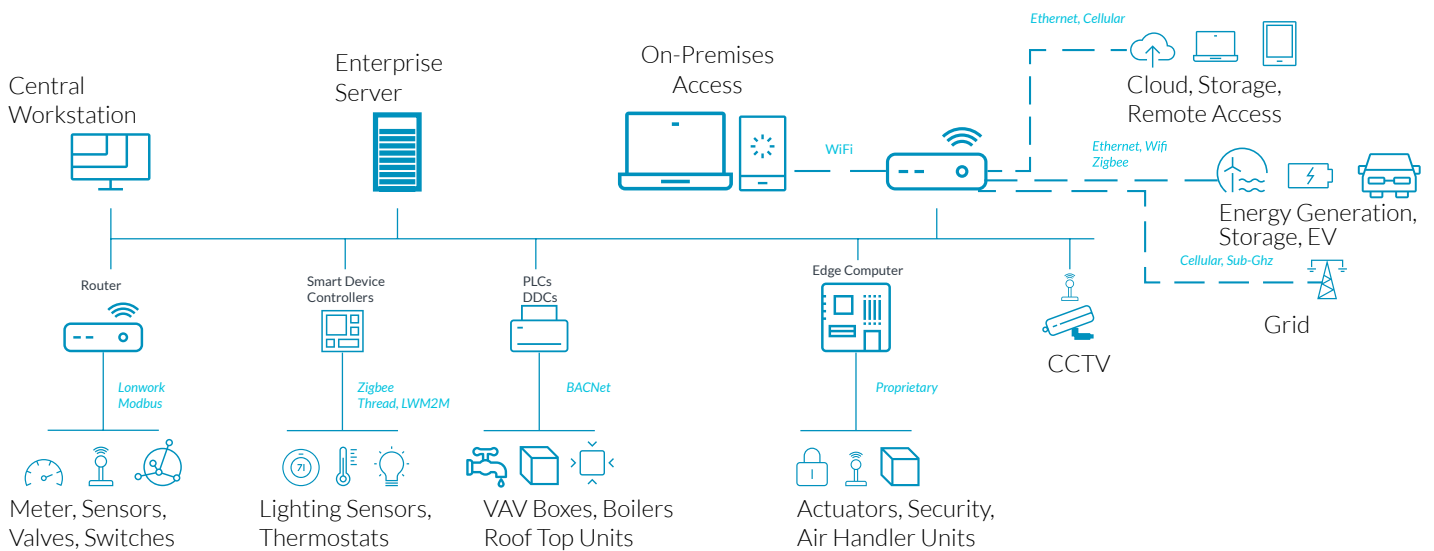 Central
Workstation
Enterprise
Server
On-Premises
Access
WiFi
Ethernet, Cellular
Cloud, Storage,
Remote Access
Ethernet, Wifi
Zigbee
Energy Generation,
Storage, EV
Cellular, Sub-Ghz
Grid
Router
Smart Device
Controllers
PLCs
DDCs
Edge Computer
CCTV
Lonwork
Modbus
Zigbee
Thread, LWM2M
BACNet
Proprietary
71
Meter, Sensors,
Valves, Switches
Lighting Sensors,
Thermostats
VAV Boxes, Boilers
Roof Top Units
Actuators, Security,
Air Handler Units